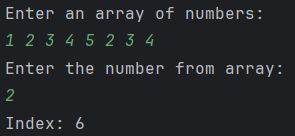 Enter an array of numbers:
1 2 3 4 5 2 3 4
Enter the number from array:
2
Index: 6